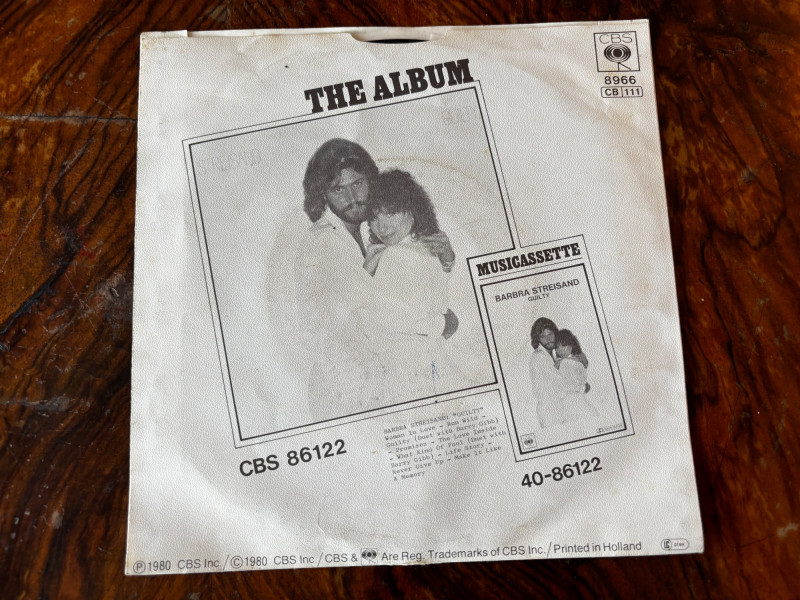 CBS
8966
CB 111
THE ALBUM
STREISAND
GUILTY
MUSICASSETTE
BARBRA STREISAND
GUILTY
BARBRA STREISAND "GUILTY"
Woman In Love - Run Wild -
Guilty (Duet with Barry Gibb)
- Promises - The Love Inside
- What Kind Of Fool (Duet with
Barry Gibb) - Life Story -
Never Give Up - Make It Like
A Memory
CBS 86122
40-86122
Ⓟ 1980 CBS Inc./Ⓒ1980 CBS Inc/CBS & Are Reg. Trademarks of CBS Inc./Printed in Holland